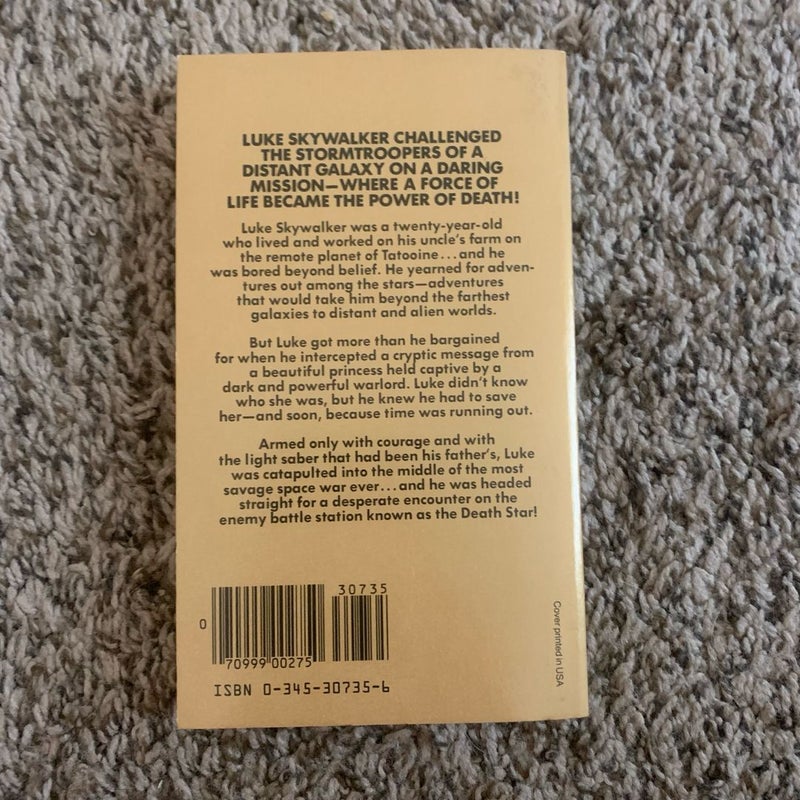 LUKE SKYWALKER CHALLENGED
THE STORMTROOPERS OF A
DISTANT GALAXY ON A DARING
MISSION—WHERE A FORCE OF
LIFE BECAME THE POWER OF DEATH!
Luke Skywalker was a twenty-year-old
who lived and worked on his uncle's farm on
the remote planet of Tatooine...and he
was bored beyond belief. He yearned for adven-
tures out among the stars—adventures
that would take him beyond the farthest
galaxies to distant and alien worlds.
But Luke got more than he bargained
for when he intercepted a cryptic message from
a beautiful princess held captive by a
dark and powerful warlord. Luke didn't know
who she was, but he knew he had to save
her—and soon, because time was running out.
Armed only with courage and with
the light saber that had been his father's, Luke
was catapulted into the middle of the most
savage space war ever...and he was headed
straight for a desperate encounter on the
enemy battle station known as the Death Star!
30735
0
70999 00275
ISBN 0-345-30735-6
Cover printed in USA